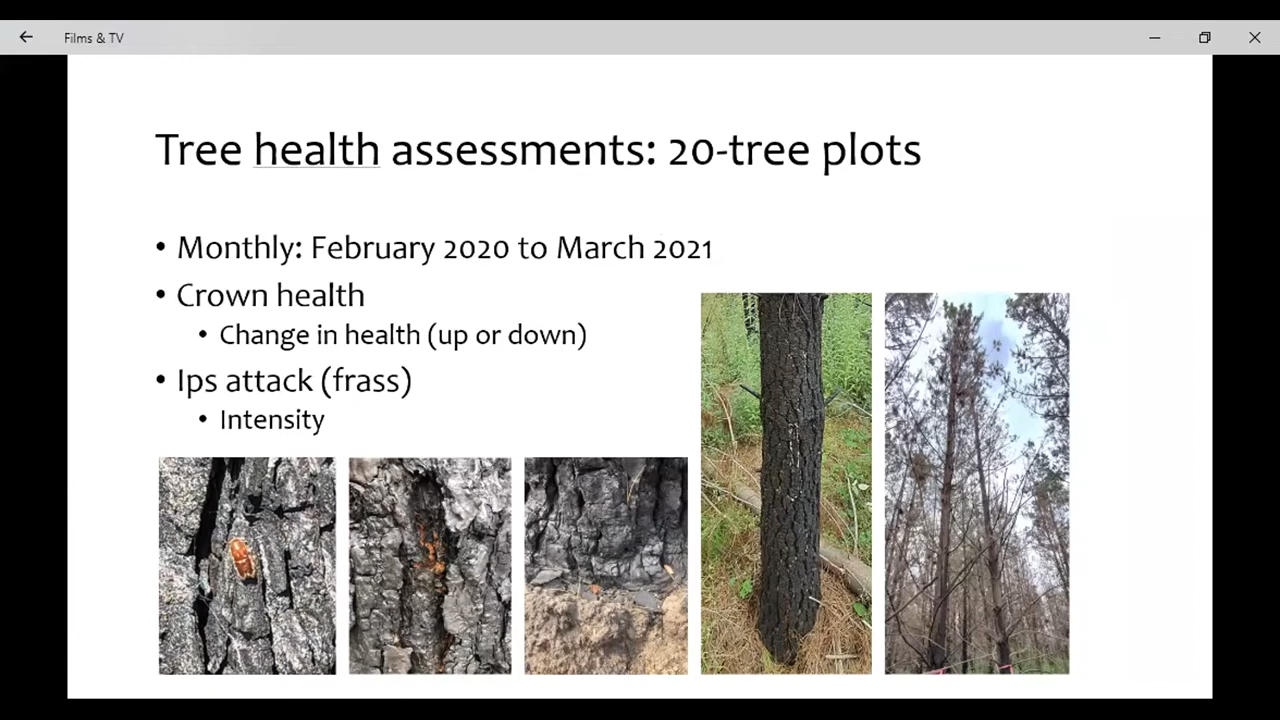 Films & TV
Tree health assessments: 20-tree plots
• Monthly: February 2020 to March 2021
• Crown health
• Change in health (up or down)
• Ips attack (frass)
• Intensity